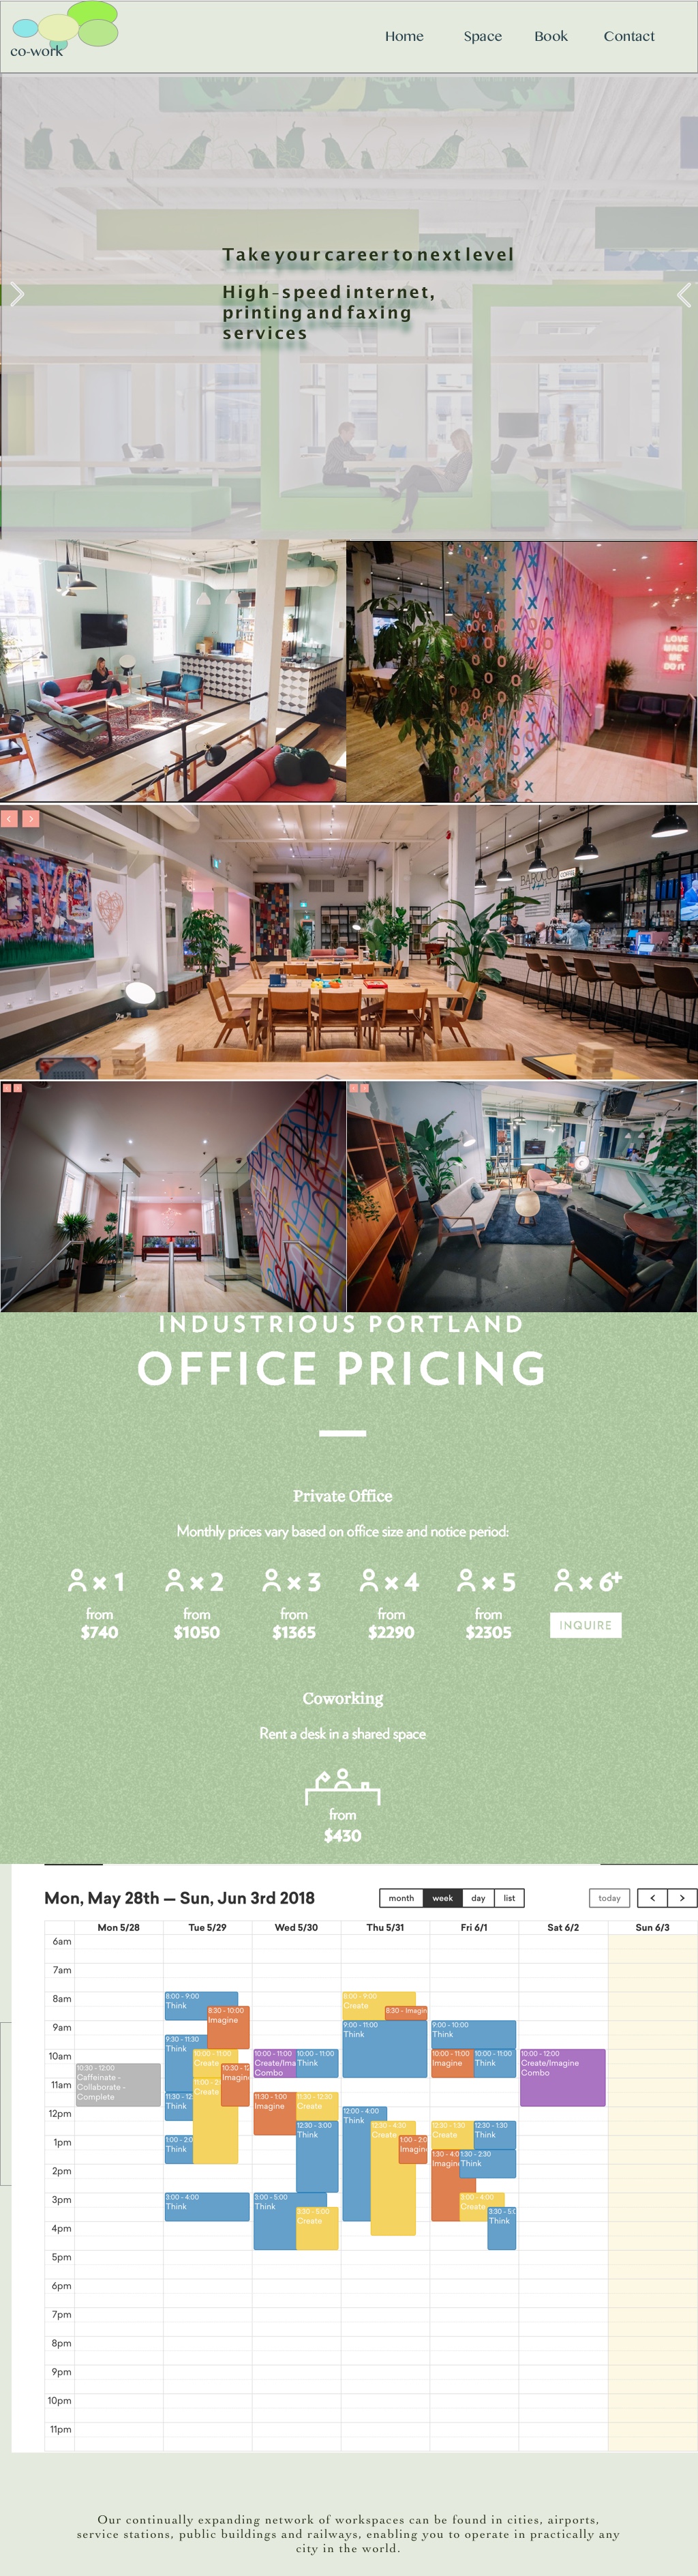 co-work
Home Space Book Contact
Take your career to next level
High-speed internet,
printing and faxing
services
LOVE
MADE
ME
DO IT
BAROCCO
COFFEE
INDUSTRIOUS PORTLAND
OFFICE PRICING
Private Office
Monthly prices vary based on office size and notice period:
× 1 × 2 × 3 × 4 × 5 × 6+
from from from from from
$740 $1050 $1365 $2290 $2305 INQUIRE
Coworking
Rent a desk in a shared space
from
$430
Mon, May 28th — Sun, Jun 3rd 2018 month week day list today < >
Mon 5/28 Tue 5/29 Wed 5/30 Thu 5/31 Fri 6/1 Sat 6/2 Sun 6/3
6am
7am
8am
9am
10am
11am
12pm
1pm
2pm
3pm
4pm
5pm
6pm
7pm
8pm
9pm
10pm
11pm
10:30 - 12:00
Caffeinate -
Collaborate -
Complete
8:00 - 9:00
Think
8:30 - 10:00
Imagine
9:30 - 11:30
Think
10:00 - 11:00
Create
10:30 - 12
Imagin
11:00 - 3
Create
11:30 - 12
Think
1:00 - 2:0
Think
3:00 - 4:00
Think
10:00 - 11:00
Create/Ima
Combo
10:00 - 11:00
Think
11:30 - 1:00
Imagine
11:30 - 12:30
Create
12:30 - 3:00
Think
3:00 - 5:00
Think
3:30 - 5:00
Create
8:00 - 9:00
Create
8:30 - Imagin
9:00 - 11:00
Think
12:00 - 4:00
Think
12:30 - 4:30
Create
1:00 - 2:0
Imagin
9:00 - 10:00
Think
10:00 - 11:00
Imagine
10:00 - 11:00
Think
12:30 - 1:30
Create
12:30 - 1:30
Think
1:30 - 4:0
Imagin
1:30 - 2:30
Think
3:00 - 4:00
Create
3:30 - 5:0
Think
10:00 - 12:00
Create/Imagine
Combo
Our continually expanding network of workspaces can be found in cities, airports,
service stations, public buildings and railways, enabling you to operate in practically any
city in the world.